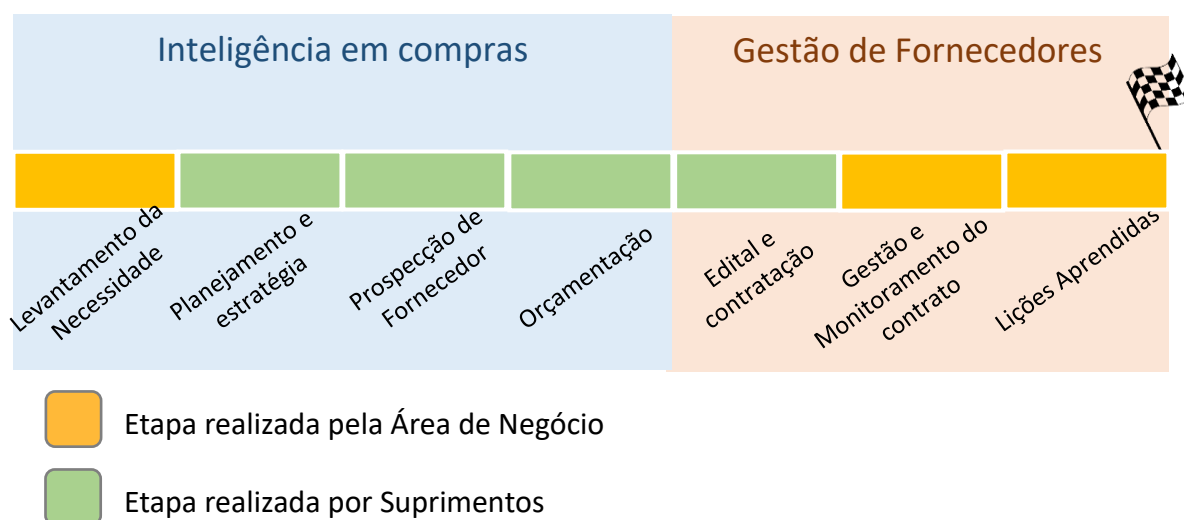 Inteligência em compras
Gestão de Fornecedores
Levantamento da
Necessidade
Planejamento e
estratégia
Prospecção de
Fornecedor
Orçamentação
Edital e
contratação
Gestão e
Monitoramento do
contrato
Lições Aprendidas
Etapa realizada pela Área de Negócio
Etapa realizada por Suprimentos